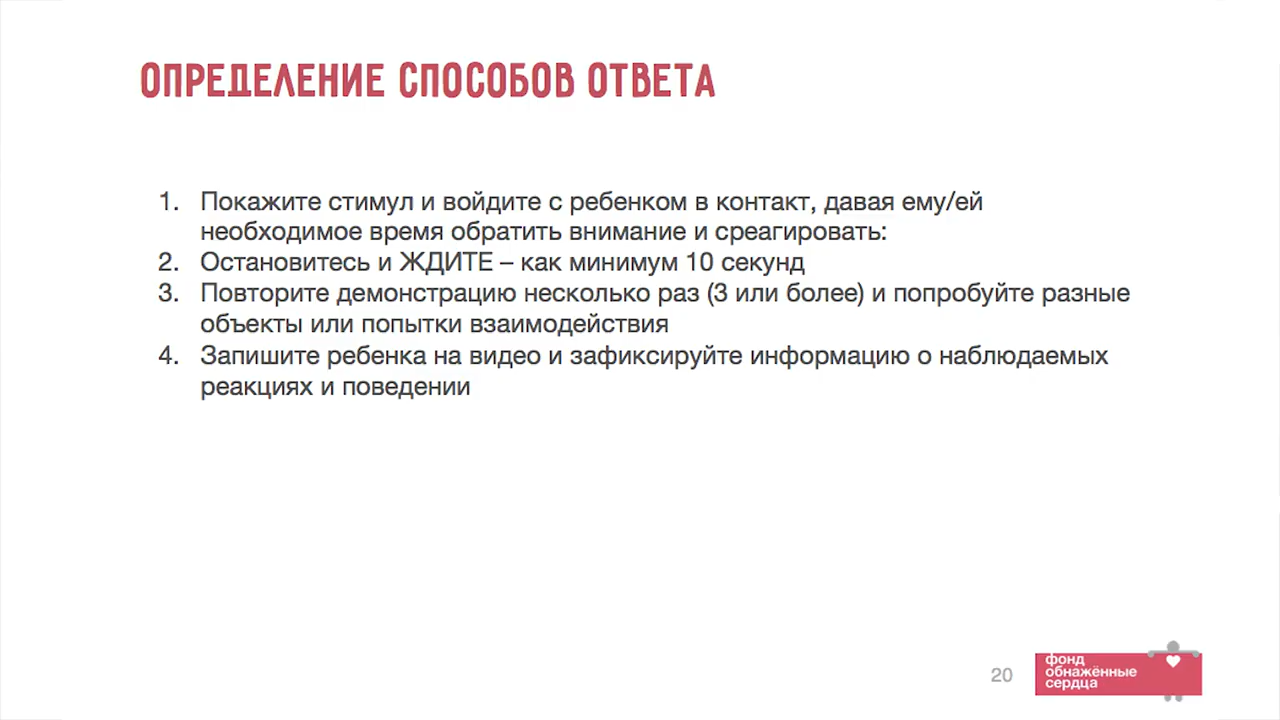 ОПРЕДЕЛЕНИЕ СПОСОБОВ ОТВЕТА
1. Покажите стимул и войдите с ребенком в контакт, давая ему/ей
необходимое время обратить внимание и среагировать:
2. Остановитесь и ЖДИТЕ – как минимум 10 секунд
3. Повторите демонстрацию несколько раз (3 или более) и попробуйте разные
объекты или попытки взаимодействия
4. Запишите ребенка на видео и зафиксируйте информацию о наблюдаемых
реакциях и поведении
20
фонд
обнажённые
сердца